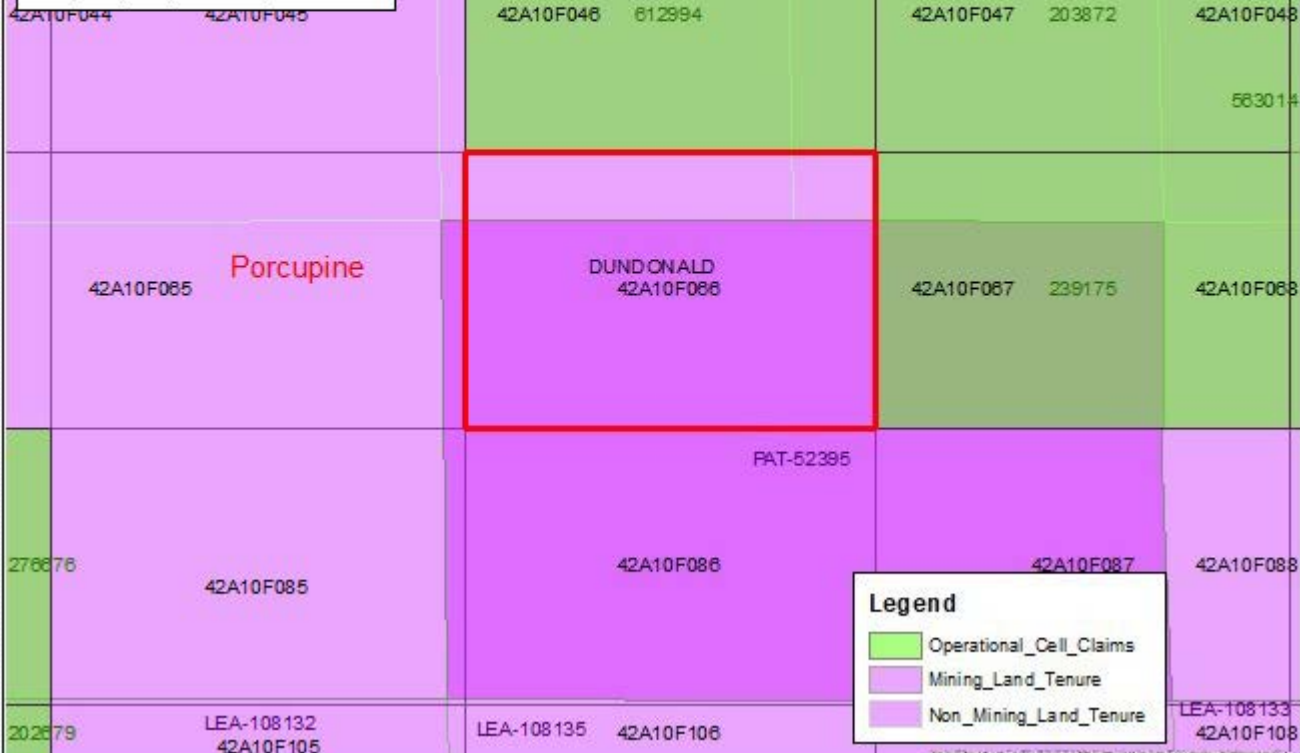 42A10F044
42A10F045
42A10F046 612994
42A10F047 203872
42A10F048
563014
Porcupine
42A10F065
DUNDONALD
42A10F066
42A10F067 239175
42A10F068
PAT-52395
276676
42A10F085
42A10F086
42A10F087
42A10F088
Legend
Operational_Cell_Claims
Mining_Land_Tenure
Non_Mining_Land_Tenure
202679
LEA-108132
42A10F105
LEA-108135 42A10F106
LEA-108133
42A10F108